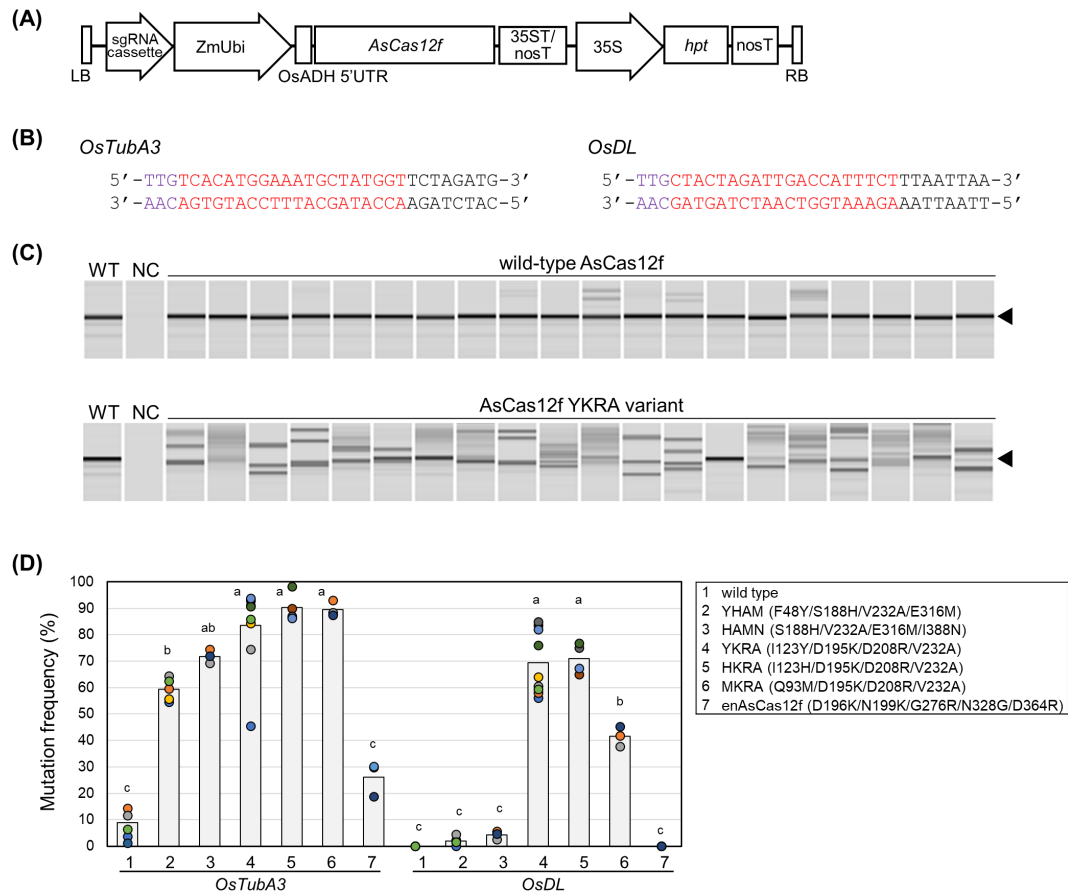 (A)
sgRNA
cassette
ZmUbi
AsCas12f
35ST/
nosT
35S
hpt
nosT
LB
OsADH 5'UTR
RB
(B)
OsTubA3
5′-TTGTCACATGGAAATGCTATGGTTCTAGATG-3′
3′-AACAGTGTACCTTTACGATACCAAGATCTAC-5′
OsDL
5′-TTGCTACTAGATTGACCATTTCTTTAATTAA-3′
3′-AACGATGATCTAACTGGTAAAGAAATTAATT-5′
(C)
WT NC wild-type AsCas12f
WT NC AsCas12f YKRA variant
(D)
Mutation frequency (%)
100
90
80
70
60
50
40
30
20
10
0
c b ab a a a c c c c a a b c
1 2 3 4 5 6 7 1 2 3 4 5 6 7
OsTubA3 OsDL
1 wild type
2 YHAM (F48Y/S188H/V232A/E316M)
3 HAMN (S188H/V232A/E316M/I388N)
4 YKRA (I123Y/D195K/D208R/V232A)
5 HKRA (I123H/D195K/D208R/V232A)
6 MKRA (Q93M/D195K/D208R/V232A)
7 enAsCas12f (D196K/N199K/G276R/N328G/D364R)